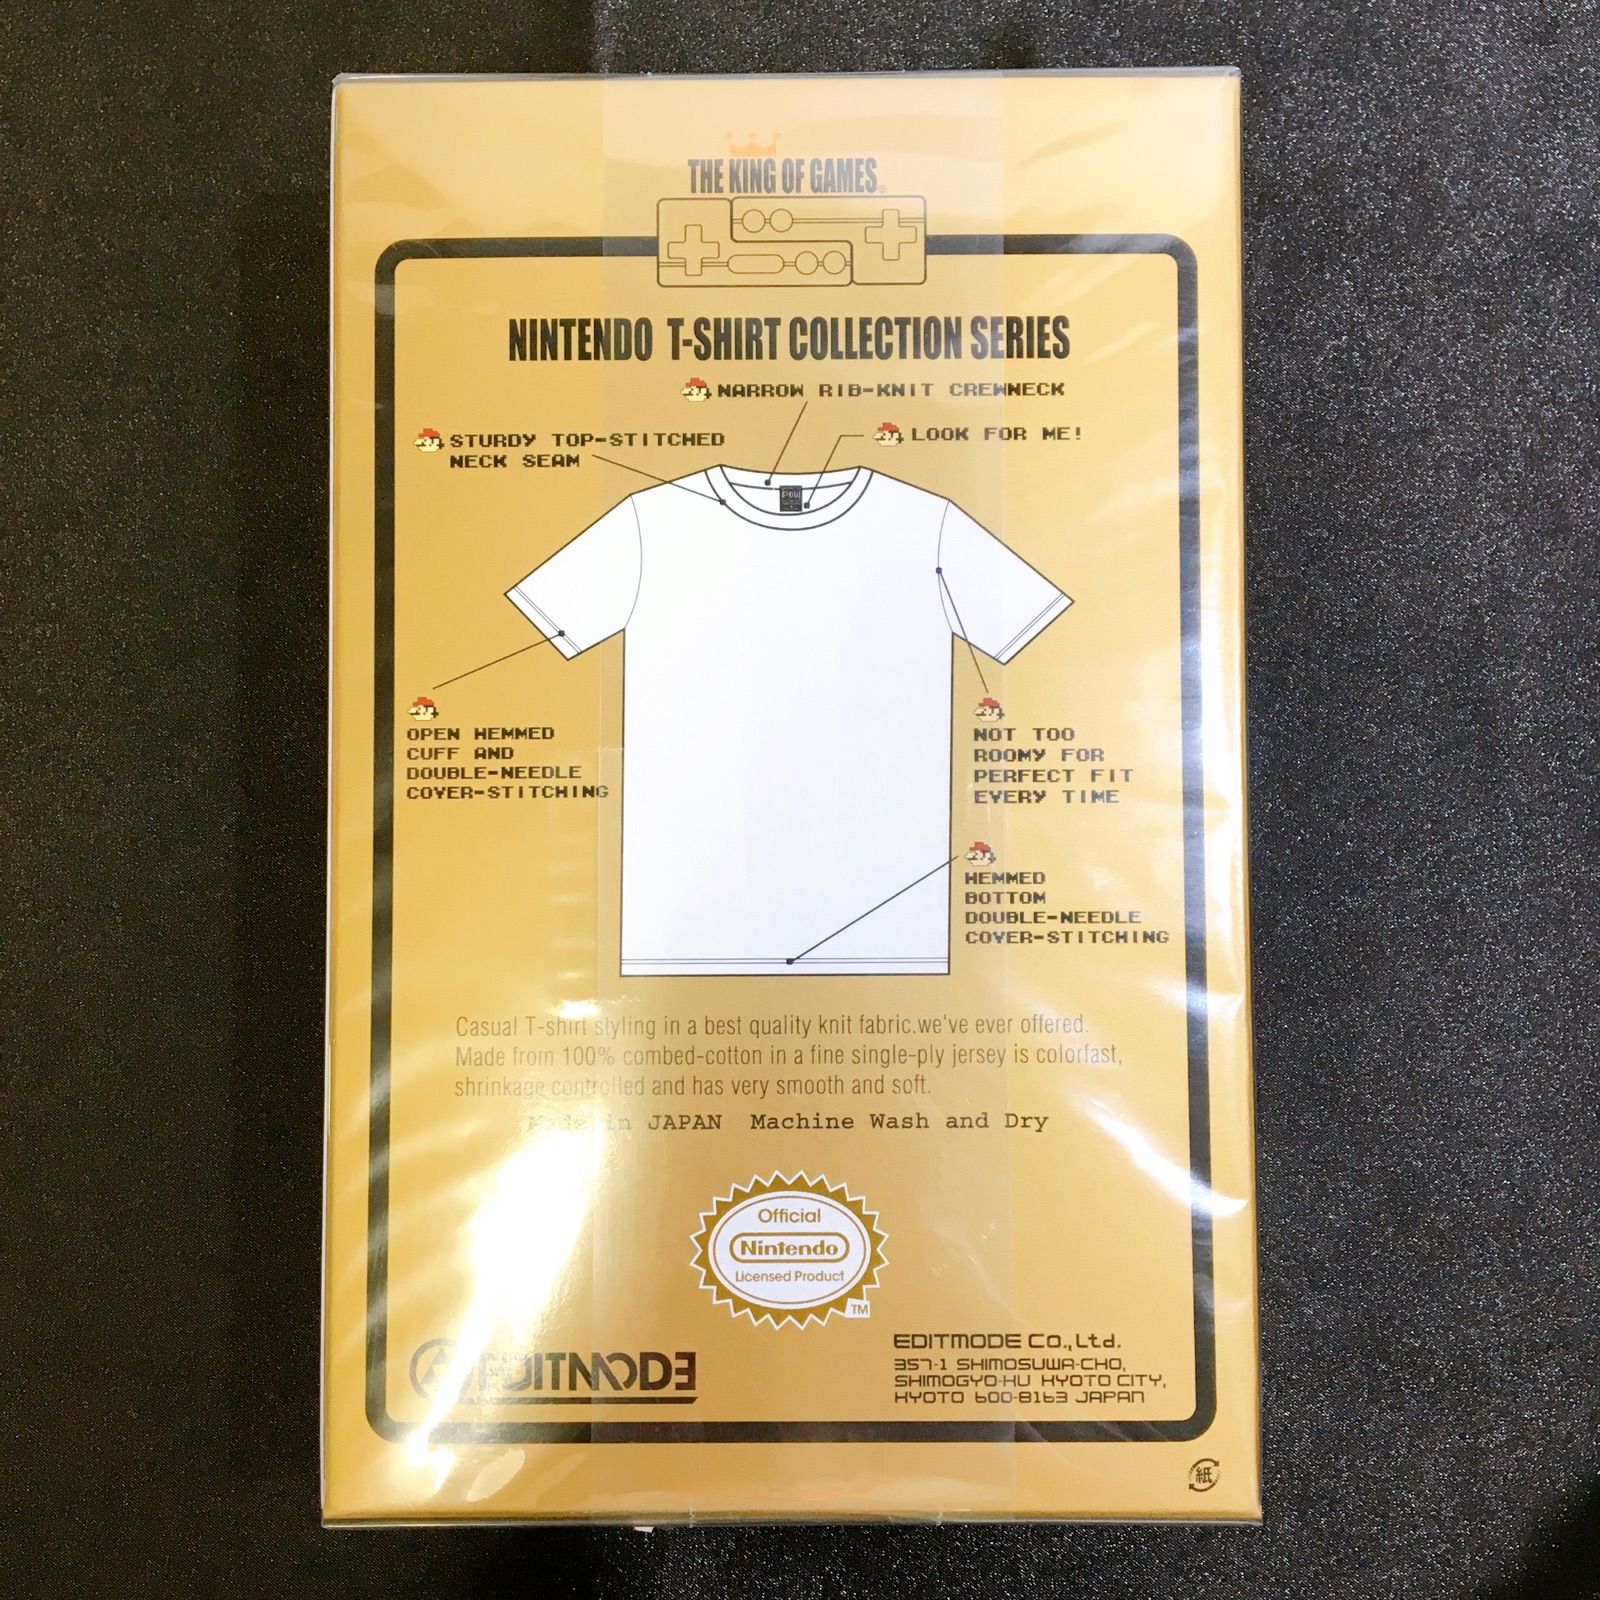 THE KING OF GAMES®
NINTENDO T-SHIRT COLLECTION SERIES
NARROW RIB-KNIT CREWNECK
STURDY TOP-STITCHED
NECK SEAM
LOOK FOR ME!
POW
OPEN HEMMED
CUFF AND
DOUBLE-NEEDLE
COVER-STITCHING
NOT TOO
ROOMY FOR
PERFECT FIT
EVERY TIME
HEMMED
BOTTOM
DOUBLE-NEEDLE
COVER-STITCHING
Casual T-shirt styling in a best quality knit fabric.we've ever offered.
Made from 100% combed-cotton in a fine single-ply jersey is colorfast,
shrinkage controlled and has very smooth and soft.
Made in JAPAN Machine Wash and Dry
Official
Nintendo
Licensed Product
TM
EDITMODE
EDITMODE Co.,Ltd.
357-1 SHIMOSUWA-CHO,
SHIMOGYO-KU KYOTO CITY,
KYOTO 600-8163 JAPAN
紙